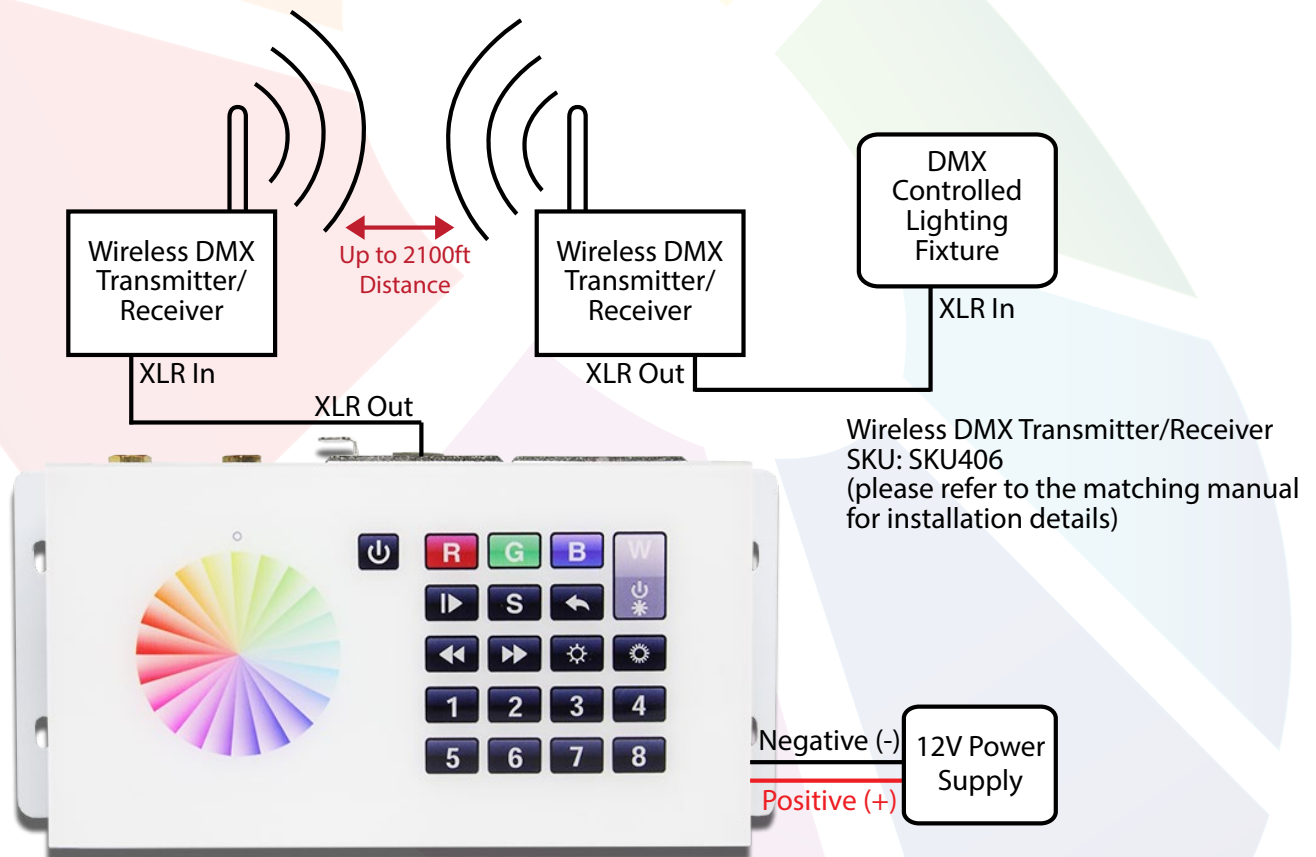 Wireless DMX
Transmitter/
Receiver
Up to 2100ft
Distance
Wireless DMX
Transmitter/
Receiver
DMX
Controlled
Lighting
Fixture
XLR In
XLR Out
XLR Out
XLR In
Wireless DMX Transmitter/Receiver
SKU: SKU406
(please refer to the matching manual
for installation details)
R G B W
S
1 2 3 4
5 6 7 8
Negative (-)
Positive (+)
12V Power
Supply